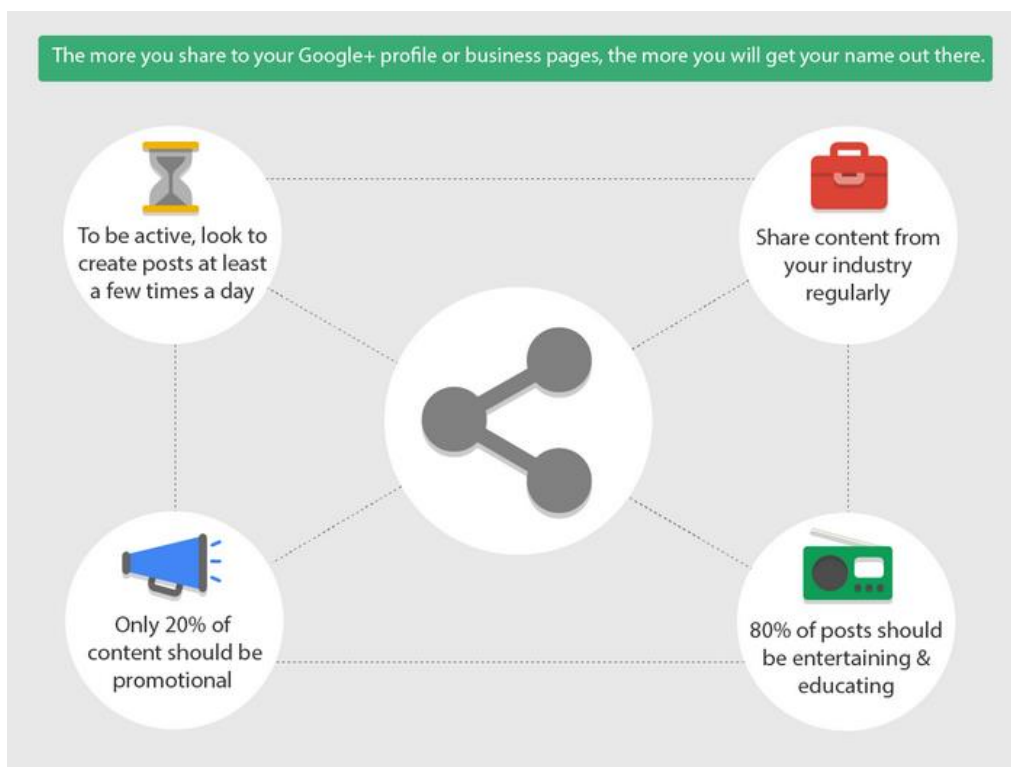 The more you share to your Google+ profile or business pages, the more you will get your name out there.
To be active, look to
create posts at least
a few times a day
Share content from
your industry
regularly
Only 20% of
content should be
promotional
80% of posts should
be entertaining &
educating